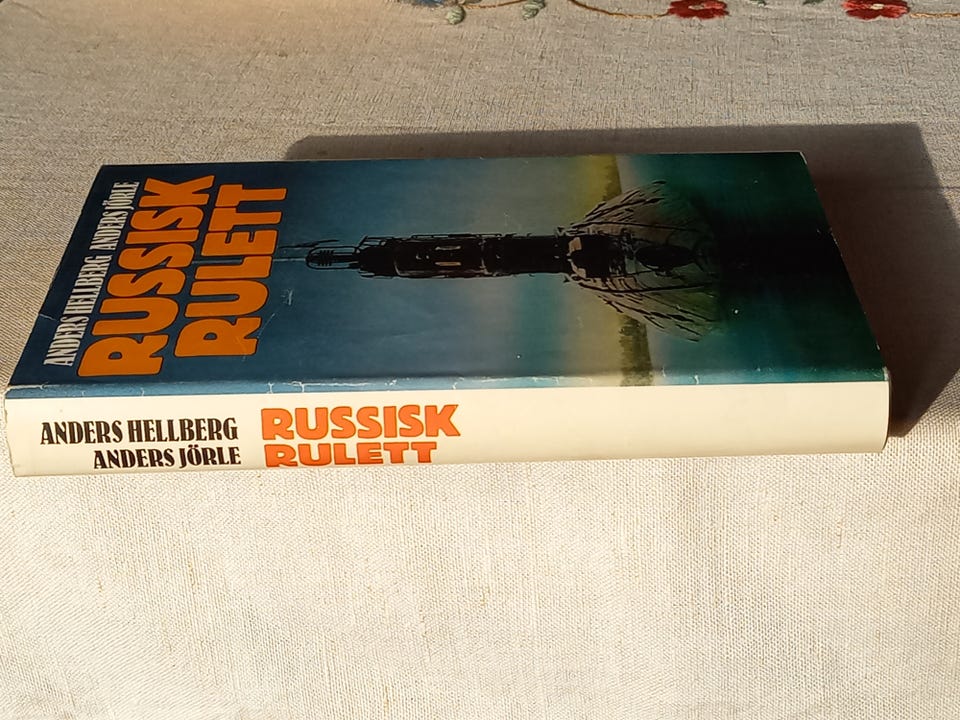 ANDERS HELLBERG ANDERS JÖRLE
RUSSISK
RULETT
ANDERS HELLBERG
ANDERS JÖRLE
RUSSISK
RULETT